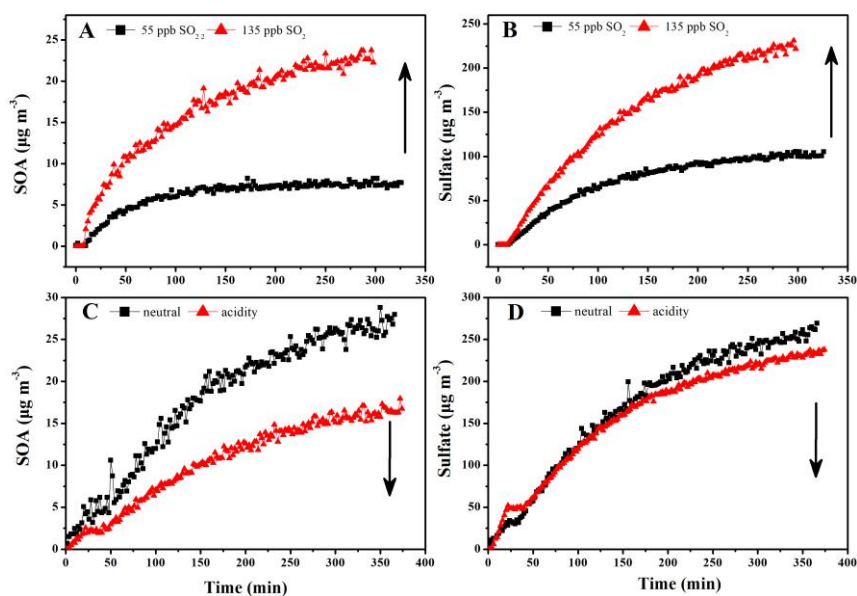 A
55 ppb SO2 2
135 ppb SO2
SOA (μg m-3)
25
20
15
10
5
0
0 50 100 150 200 250 300 350
B
55 ppb SO2
135 ppb SO2
Sulfate (μg m-3)
250
200
150
100
50
0
0 50 100 150 200 250 300 350
C
neutral
acidity
SOA (μg m-3)
30
25
20
15
10
5
0
0 50 100 150 200 250 300 350 400
Time (min)
D
neutral
acidity
Sulfate (μg m-3)
300
250
200
150
100
50
0
0 50 100 150 200 250 300 350 400
Time (min)